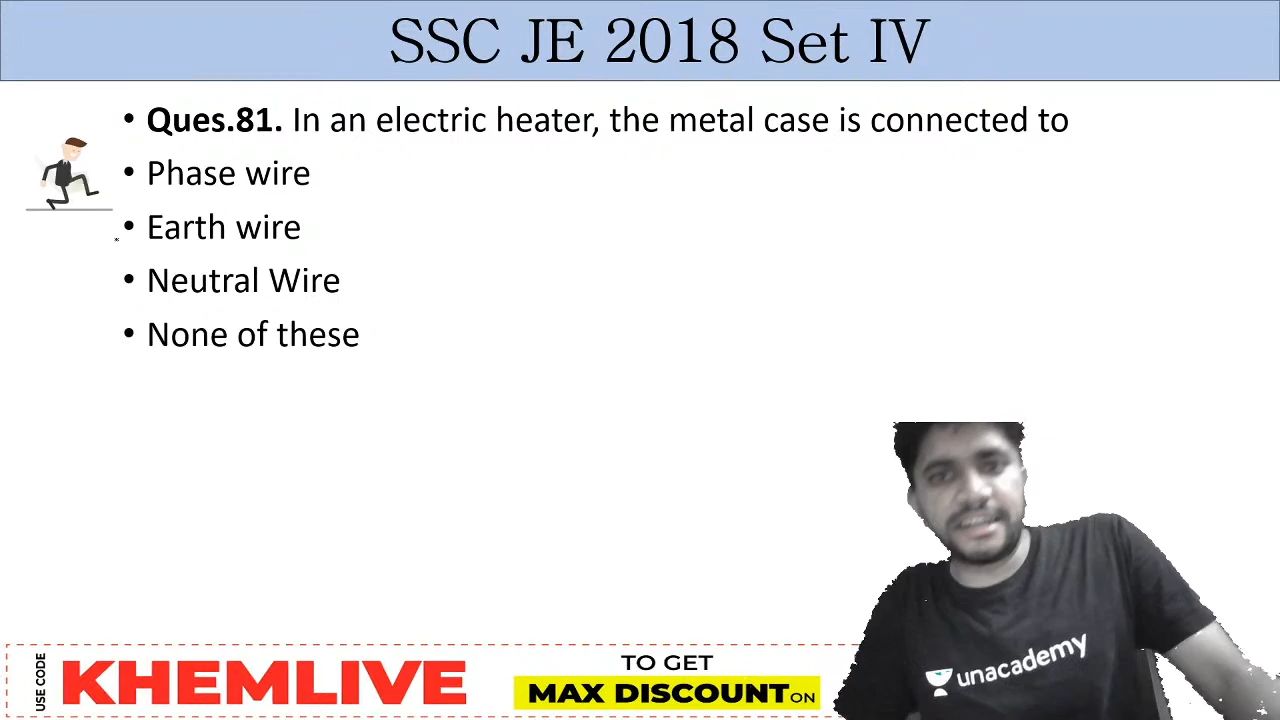 SSC JE 2018 Set IV
• Ques.81. In an electric heater, the metal case is connected to
• Phase wire
• Earth wire
• Neutral Wire
• None of these
unacademy
USE CODE
KHEMLIVE
TO GET
MAX DISCOUNT ON